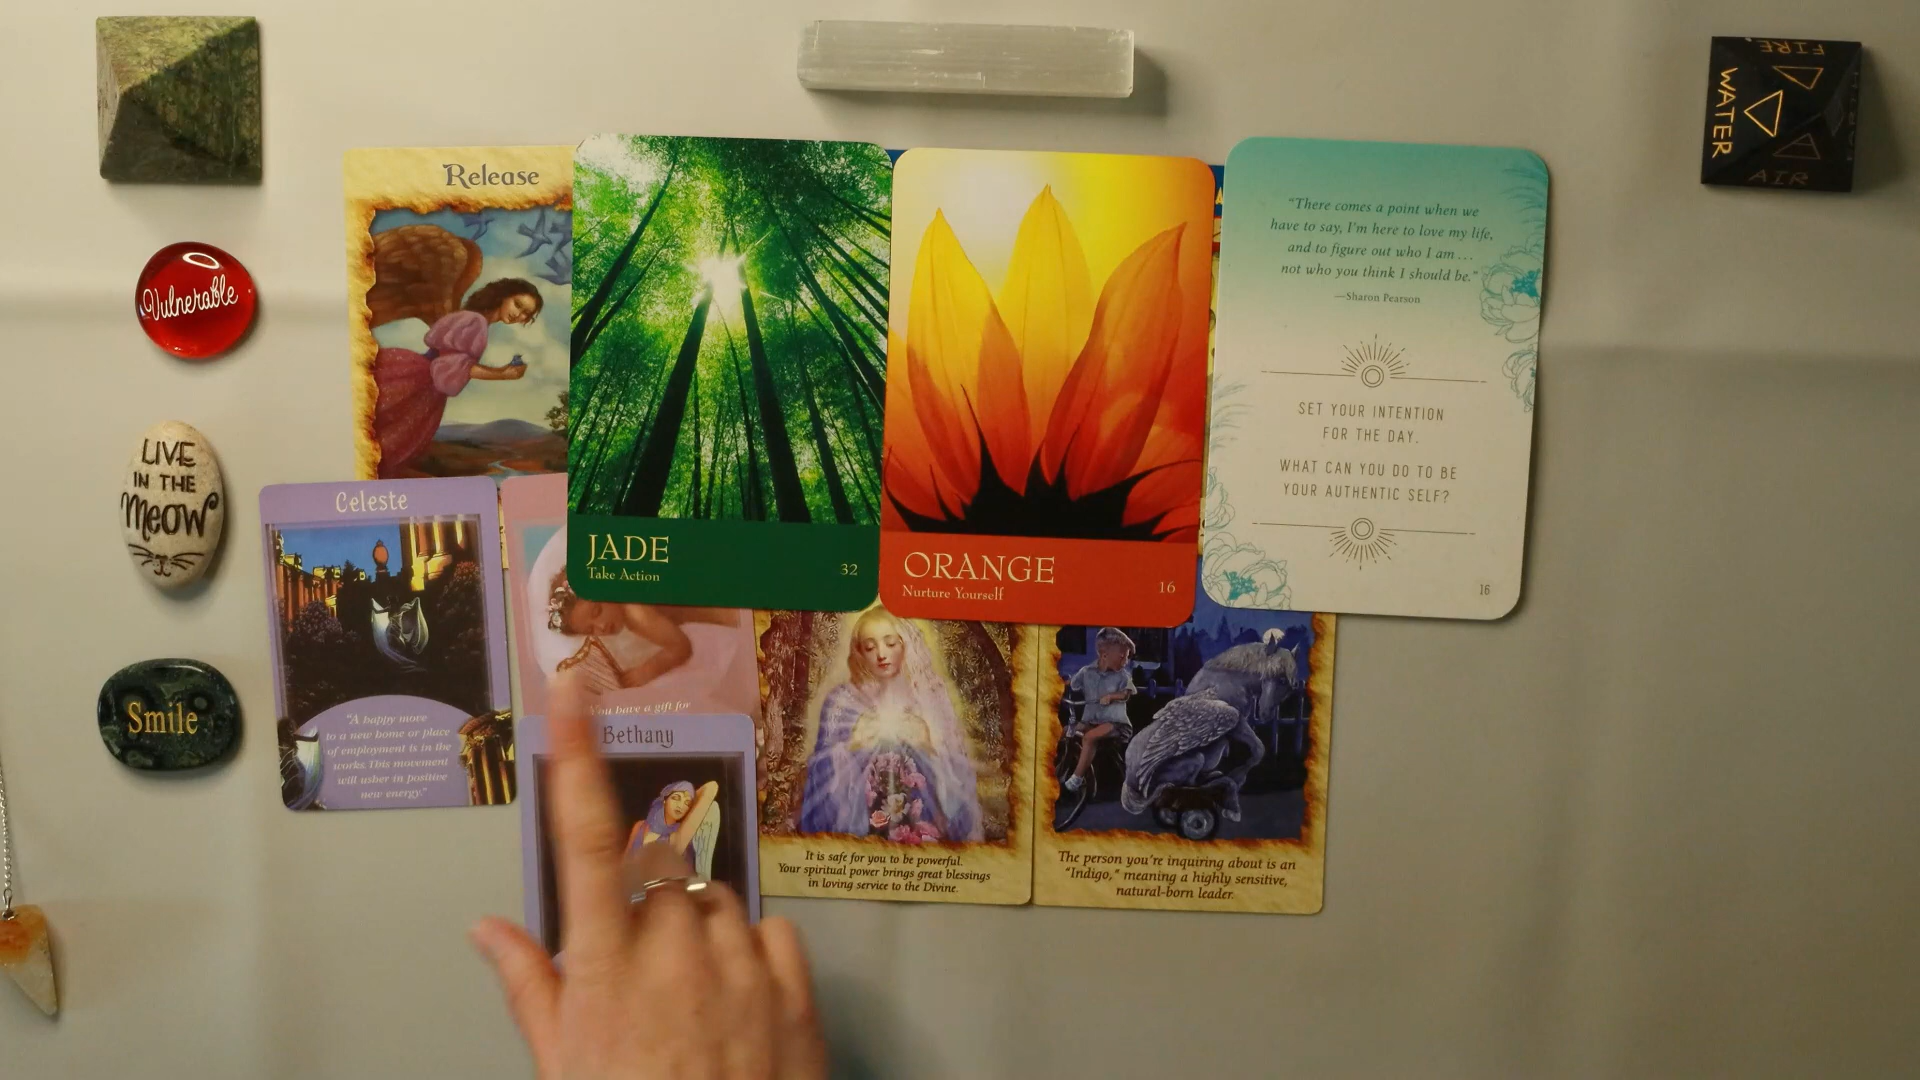 FIRE
WATER
AIR
Release
"There comes a point when we
have to say, I'm here to love my life,
and to figure out who I am...
not who you think I should be."
—Sharon Pearson
Vulnerable
SET YOUR INTENTION
FOR THE DAY.
WHAT CAN YOU DO TO BE
YOUR AUTHENTIC SELF?
16
LIVE
IN THE
Meow
JADE
Take Action
32
ORANGE
Nurture Yourself
16
Celeste
"A happy move
to a new home or place
of employment is in the
works. This movement
will usher in positive
new energy."
Smile
You have a gift for
Bethany
It is safe for you to be powerful.
Your spiritual power brings great blessings
in loving service to the Divine.
The person you're inquiring about is an
"Indigo," meaning a highly sensitive,
natural-born leader.